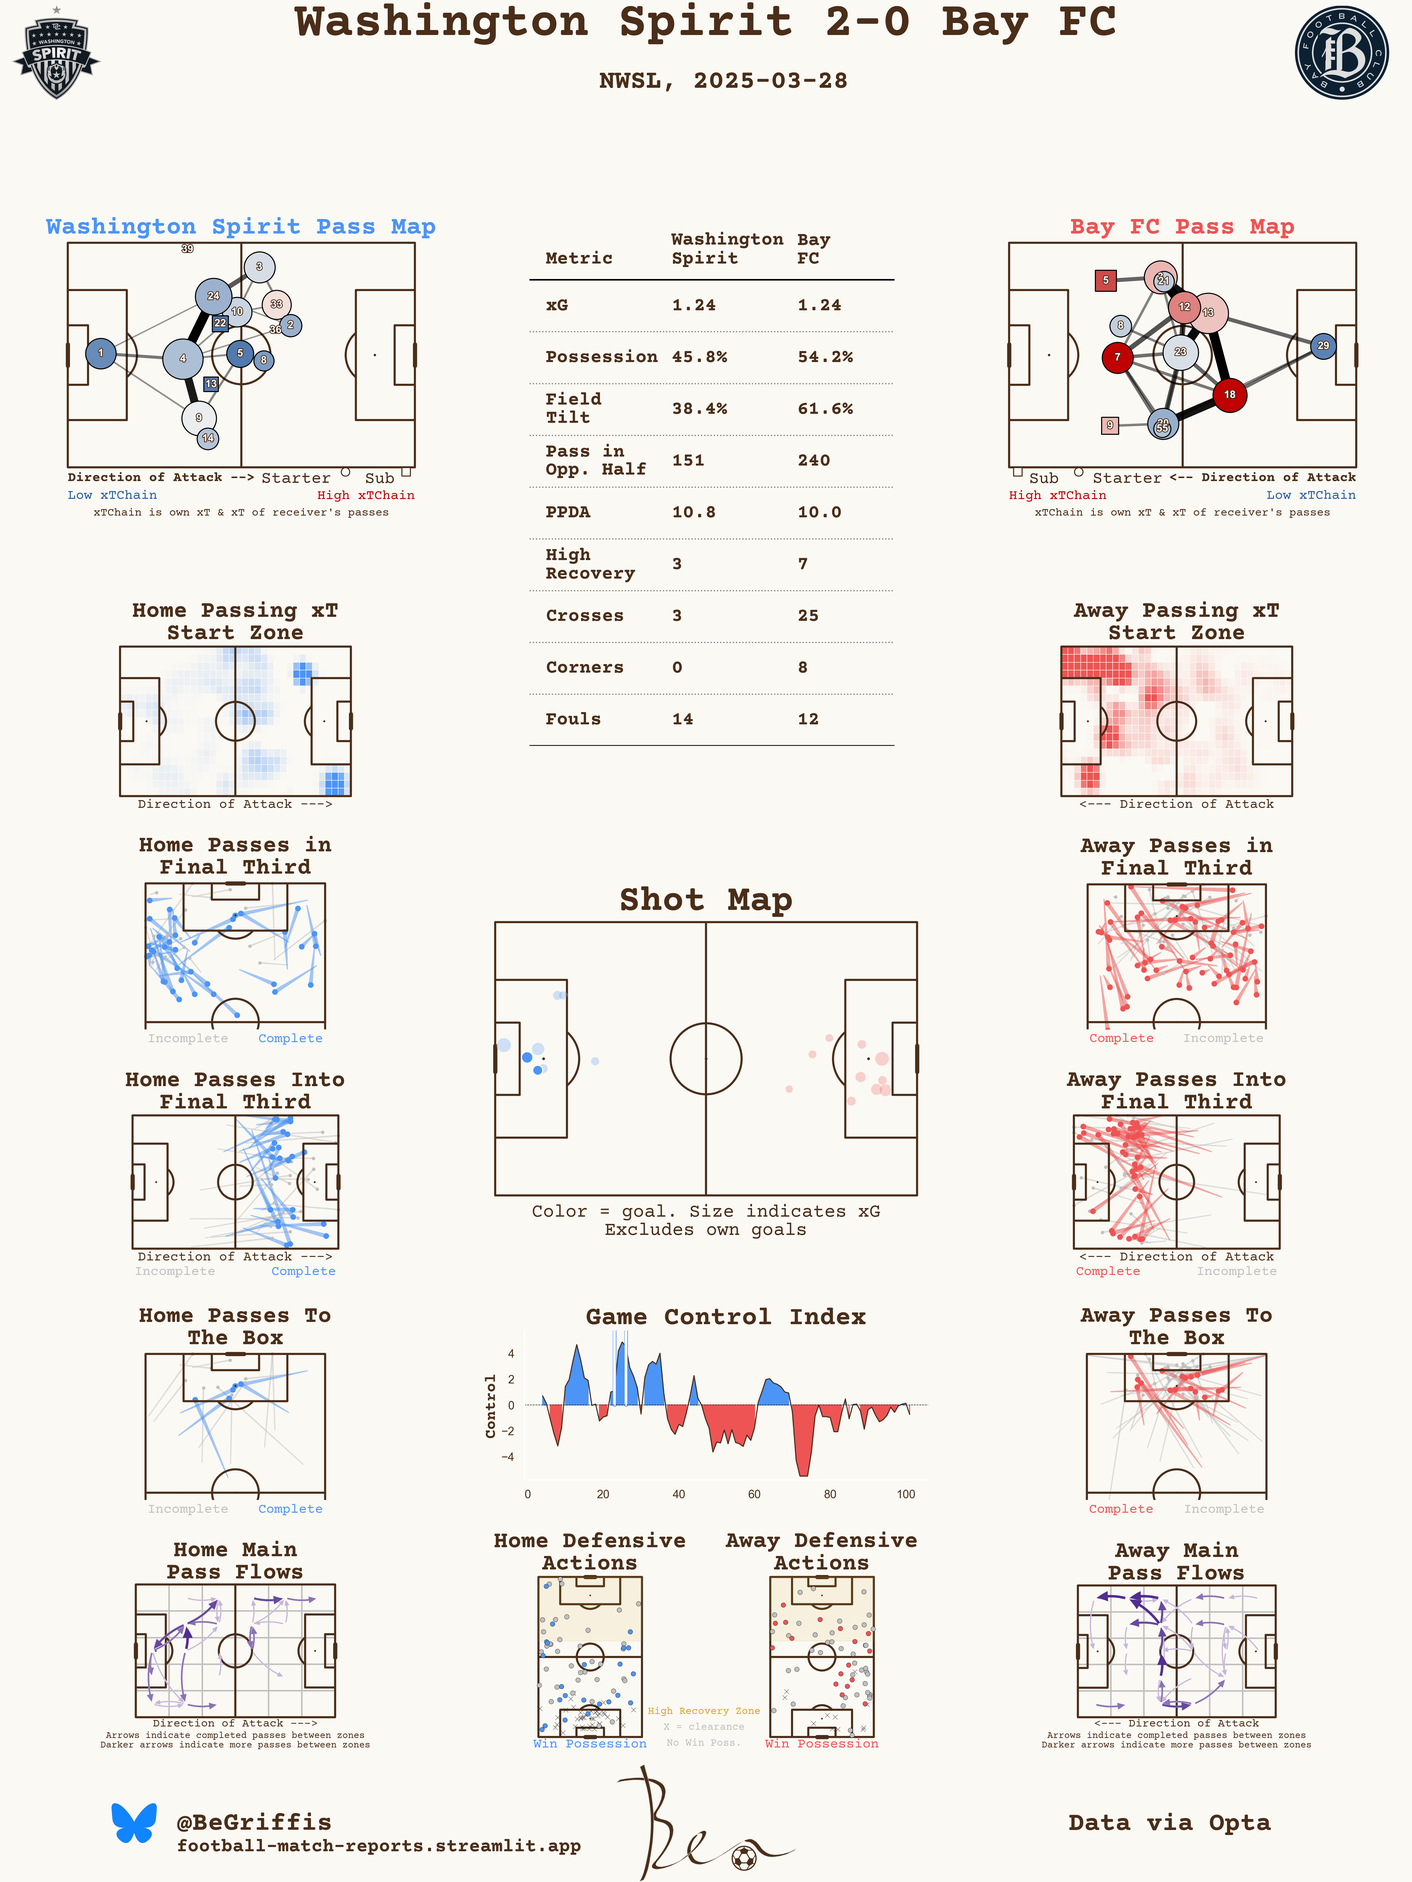 Washington Spirit 2-0 Bay FC
NWSL, 2025-03-28
WASHINGTON
SPIRIT
BAY FOOTBALL CLUB
B
Washington Spirit Pass Map
39
3
24
10
33
22
2
36
1
4
5
8
13
9
14
Direction of Attack --> Starter Sub
Low xTChain High xTChain
xTChain is own xT & xT of receiver's passes
Metric Washington Spirit Bay FC
xG 1.24 1.24
Possession 45.8% 54.2%
Field Tilt 38.4% 61.6%
Pass in Opp. Half 151 240
PPDA 10.8 10.0
High Recovery 3 7
Crosses 3 25
Corners 0 8
Fouls 14 12
Bay FC Pass Map
5
21
12
13
8
7
23
29
18
9
55
Sub Starter <-- Direction of Attack
High xTChain Low xTChain
xTChain is own xT & xT of receiver's passes
Home Passing xT
Start Zone
Direction of Attack --->
Away Passing xT
Start Zone
<--- Direction of Attack
Home Passes in
Final Third
Incomplete Complete
Away Passes in
Final Third
Complete Incomplete
Shot Map
Color = goal. Size indicates xG
Excludes own goals
Home Passes Into
Final Third
Direction of Attack --->
Incomplete Complete
Away Passes Into
Final Third
<--- Direction of Attack
Complete Incomplete
Home Passes To
The Box
Incomplete Complete
Game Control Index
Control
4
2
0
−2
−4
0 20 40 60 80 100
Away Passes To
The Box
Complete Incomplete
Home Main
Pass Flows
Direction of Attack --->
Arrows indicate completed passes between zones
Darker arrows indicate more passes between zones
Home Defensive
Actions
Win Possession
Away Defensive
Actions
Win Possession
High Recovery Zone
X = clearance
No Win Poss.
Away Main
Pass Flows
<--- Direction of Attack
Arrows indicate completed passes between zones
Darker arrows indicate more passes between zones
@BeGriffis
football-match-reports.streamlit.app
Ben
Data via Opta